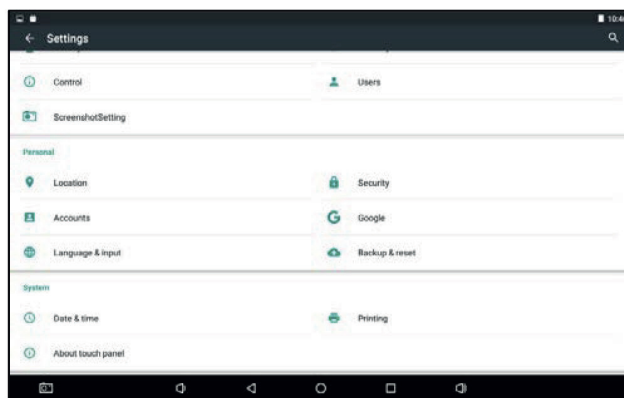 10:4
Settings
Control
Users
ScreenshotSetting
Personal
Location
Security
Accounts
Google
Language & input
Backup & reset
System
Date & time
Printing
About touch panel